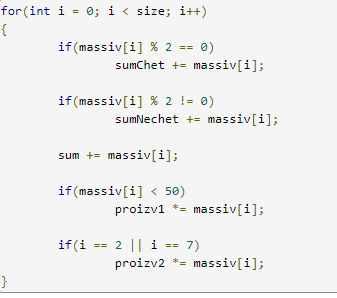 for(int i = 0; i < size; i++)
{
if(massiv[i] % 2 == 0)
sumChet += massiv[i];
if(massiv[i] % 2 != 0)
sumNechet += massiv[i];
sum += massiv[i];
if(massiv[i] < 50)
proizv1 *= massiv[i];
if(i == 2 || i == 7)
proizv2 *= massiv[i];
}